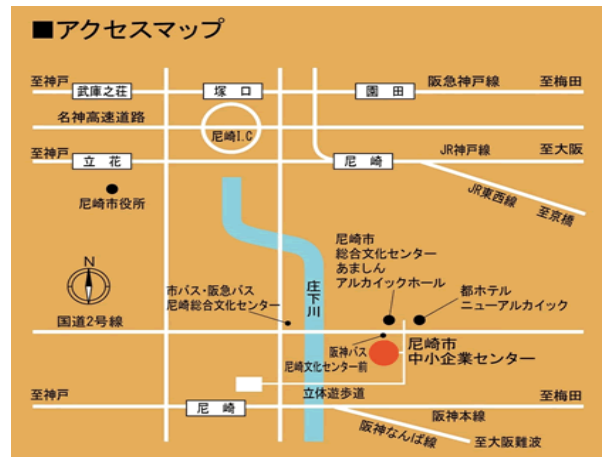 ■アクセスマップ
至神戸
武庫之荘
塚口
園田
阪急神戸線
至梅田
名神高速道路
尼崎I.C
至神戸
立花
尼崎
JR神戸線
至大阪
JR東西線
至京橋
尼崎市役所
N
国道2号線
市バス・阪急バス
尼崎総合文化センター
庄下川
尼崎市
総合文化センター
あましん
アルカイックホール
都ホテル
ニューアルカイック
阪神バス
尼崎文化センター前
尼崎市
中小企業センター
立体遊歩道
至神戸
尼崎
阪神本線
至梅田
阪神なんば線
至大阪難波